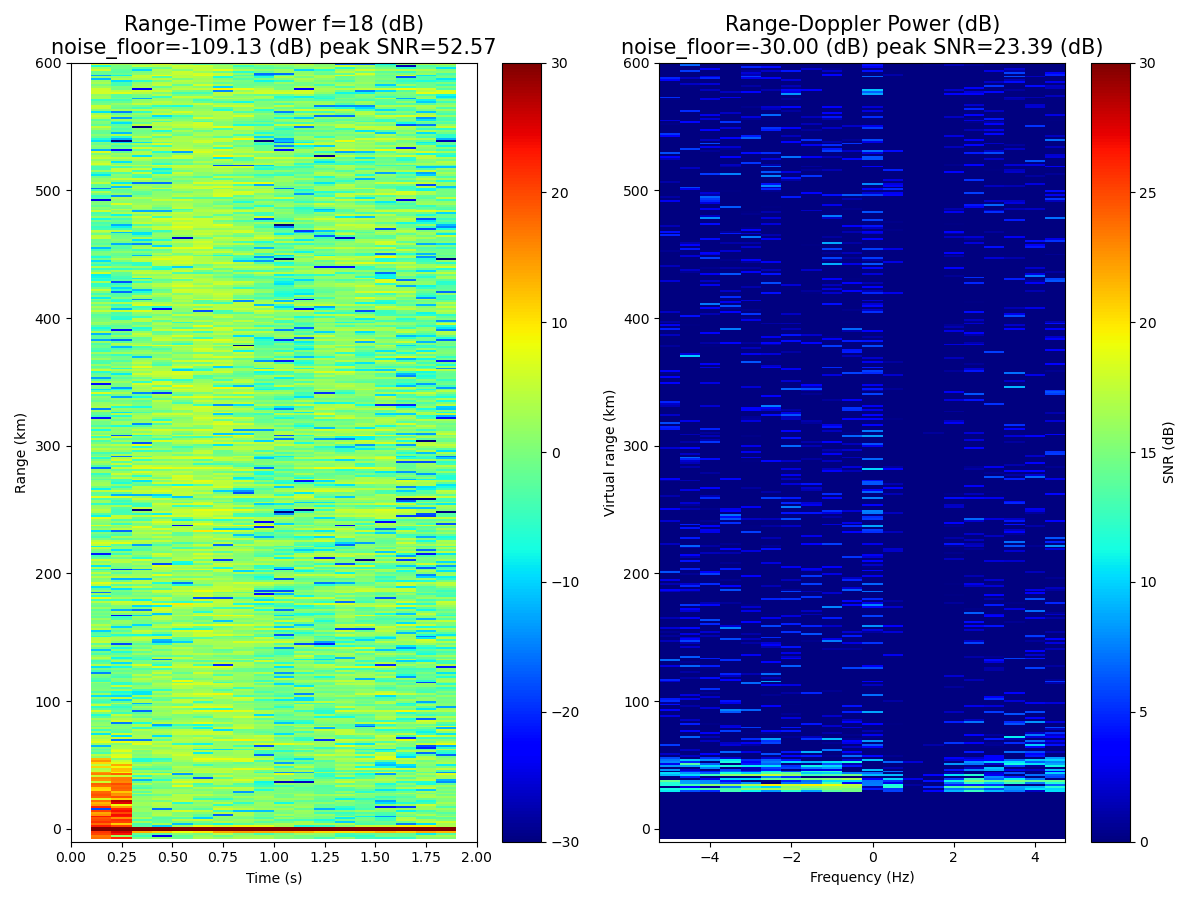 Range-Time Power f=18 (dB)
noise_floor=-109.13 (dB) peak SNR=52.57
Range (km)
600
500
400
300
200
100
0
0.00 0.25 0.50 0.75 1.00 1.25 1.50 1.75 2.00
Time (s)
30
20
10
0
−10
−20
−30
Range-Doppler Power (dB)
noise_floor=-30.00 (dB) peak SNR=23.39 (dB)
Virtual range (km)
600
500
400
300
200
100
0
−4 −2 0 2 4
Frequency (Hz)
30
25
20
15
10
5
0
SNR (dB)